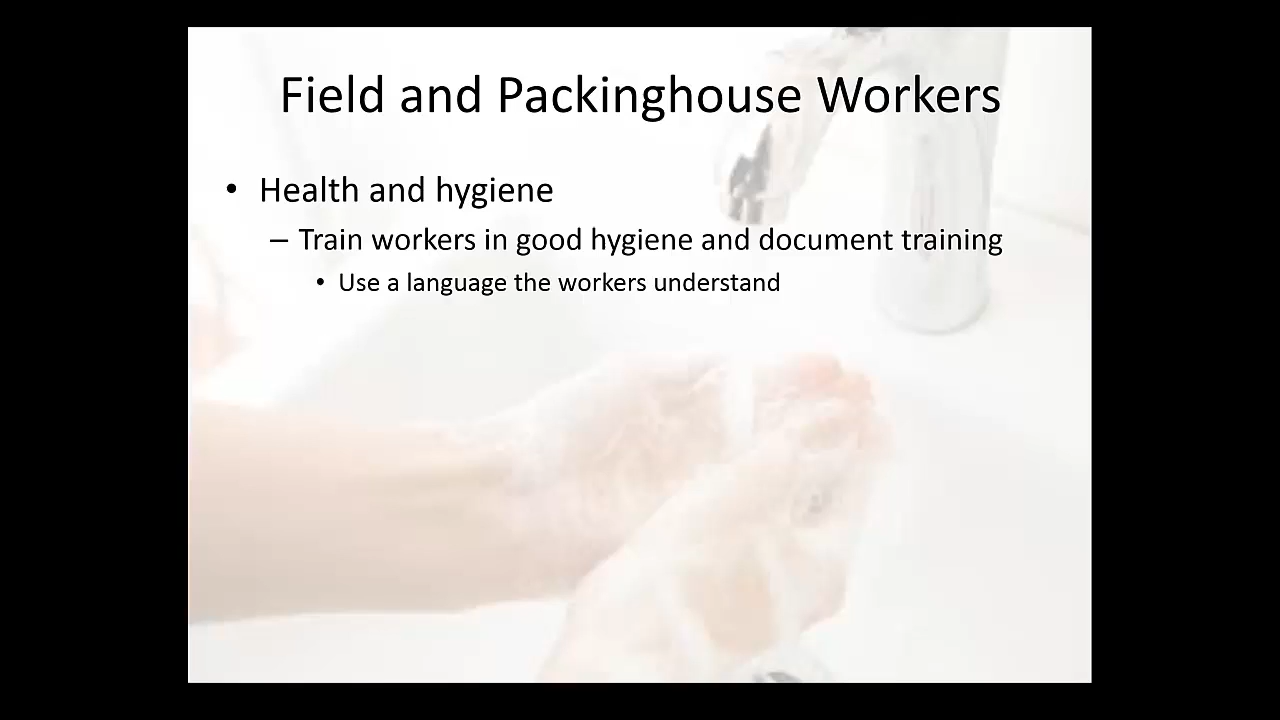 Field and Packinghouse Workers
• Health and hygiene
– Train workers in good hygiene and document training
• Use a language the workers understand